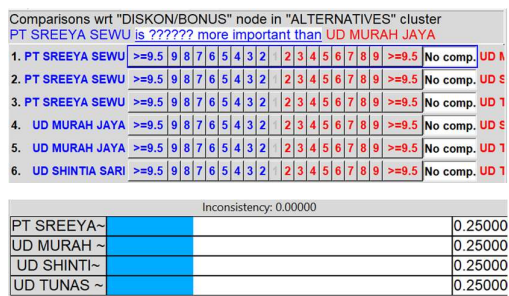 Comparisons wrt "DISKON/BONUS" node in "ALTERNATIVES" cluster
PT SREEYA SEWU is ?????? more important than UD MURAH JAYA
1. PT SREEYA SEWU >=9.5 9 8 7 6 5 4 3 2 1 2 3 4 5 6 7 8 9 >=9.5 No comp. UD M
2. PT SREEYA SEWU >=9.5 9 8 7 6 5 4 3 2 1 2 3 4 5 6 7 8 9 >=9.5 No comp. UD S
3. PT SREEYA SEWU >=9.5 9 8 7 6 5 4 3 2 1 2 3 4 5 6 7 8 9 >=9.5 No comp. UD T
4. UD MURAH JAYA >=9.5 9 8 7 6 5 4 3 2 1 2 3 4 5 6 7 8 9 >=9.5 No comp. UD S
5. UD MURAH JAYA >=9.5 9 8 7 6 5 4 3 2 1 2 3 4 5 6 7 8 9 >=9.5 No comp. UD T
6. UD SHINTIA SARI >=9.5 9 8 7 6 5 4 3 2 1 2 3 4 5 6 7 8 9 >=9.5 No comp. UD T
Inconsistency: 0.00000
PT SREEYA~ 0.25000
UD MURAH ~ 0.25000
UD SHINTI~ 0.25000
UD TUNAS ~ 0.25000